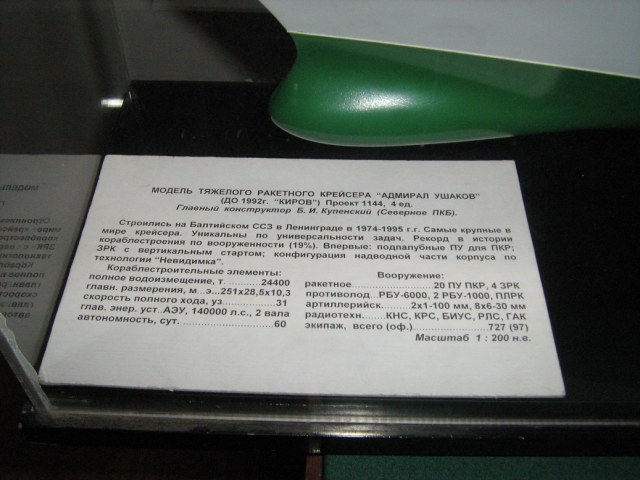 МОДЕЛЬ ТЯЖЕЛОГО РАКЕТНОГО КРЕЙСЕРА "АДМИРАЛ УШАКОВ"
(ДО 1992г. "КИРОВ") Проект 1144, 4 ед.
Главный конструктор Б. И. Купенский (Северное ПКБ).
Строились на Балтийском ССЗ в Ленинграде в 1974-1995 г.г. Самые крупные в
мире крейсера. Уникальны по универсальности задач. Рекорд в истории
кораблестроения по вооруженности (19%). Впервые: подпалубные ПУ для ПКР;
ЗРК с вертикальным стартом; конфигурация надводной части корпуса по
технологии "Невидимка".
Кораблестроительные элементы:
полное водоизмещение, т.........24400
главн. размерения, м...э...251х28,5х10,3
скорость полного хода, уз.........31
глав. энер. уст..АЭУ, 140000 л.с., 2 вала
автономность, сут..................60
Вооружение:
ракетное..................20 ПУ ПКР, 4 ЗРК
противолод..РБУ-6000, 2 РБУ-1000, ПЛРК
артиллерийск.........2х1-100 мм, 8х6-30 мм
радиотехн.......КНС, КРС, БИУС, РЛС, ГАК
экипаж, всего (оф.)..................727 (97)
Масштаб 1 : 200 н.в.